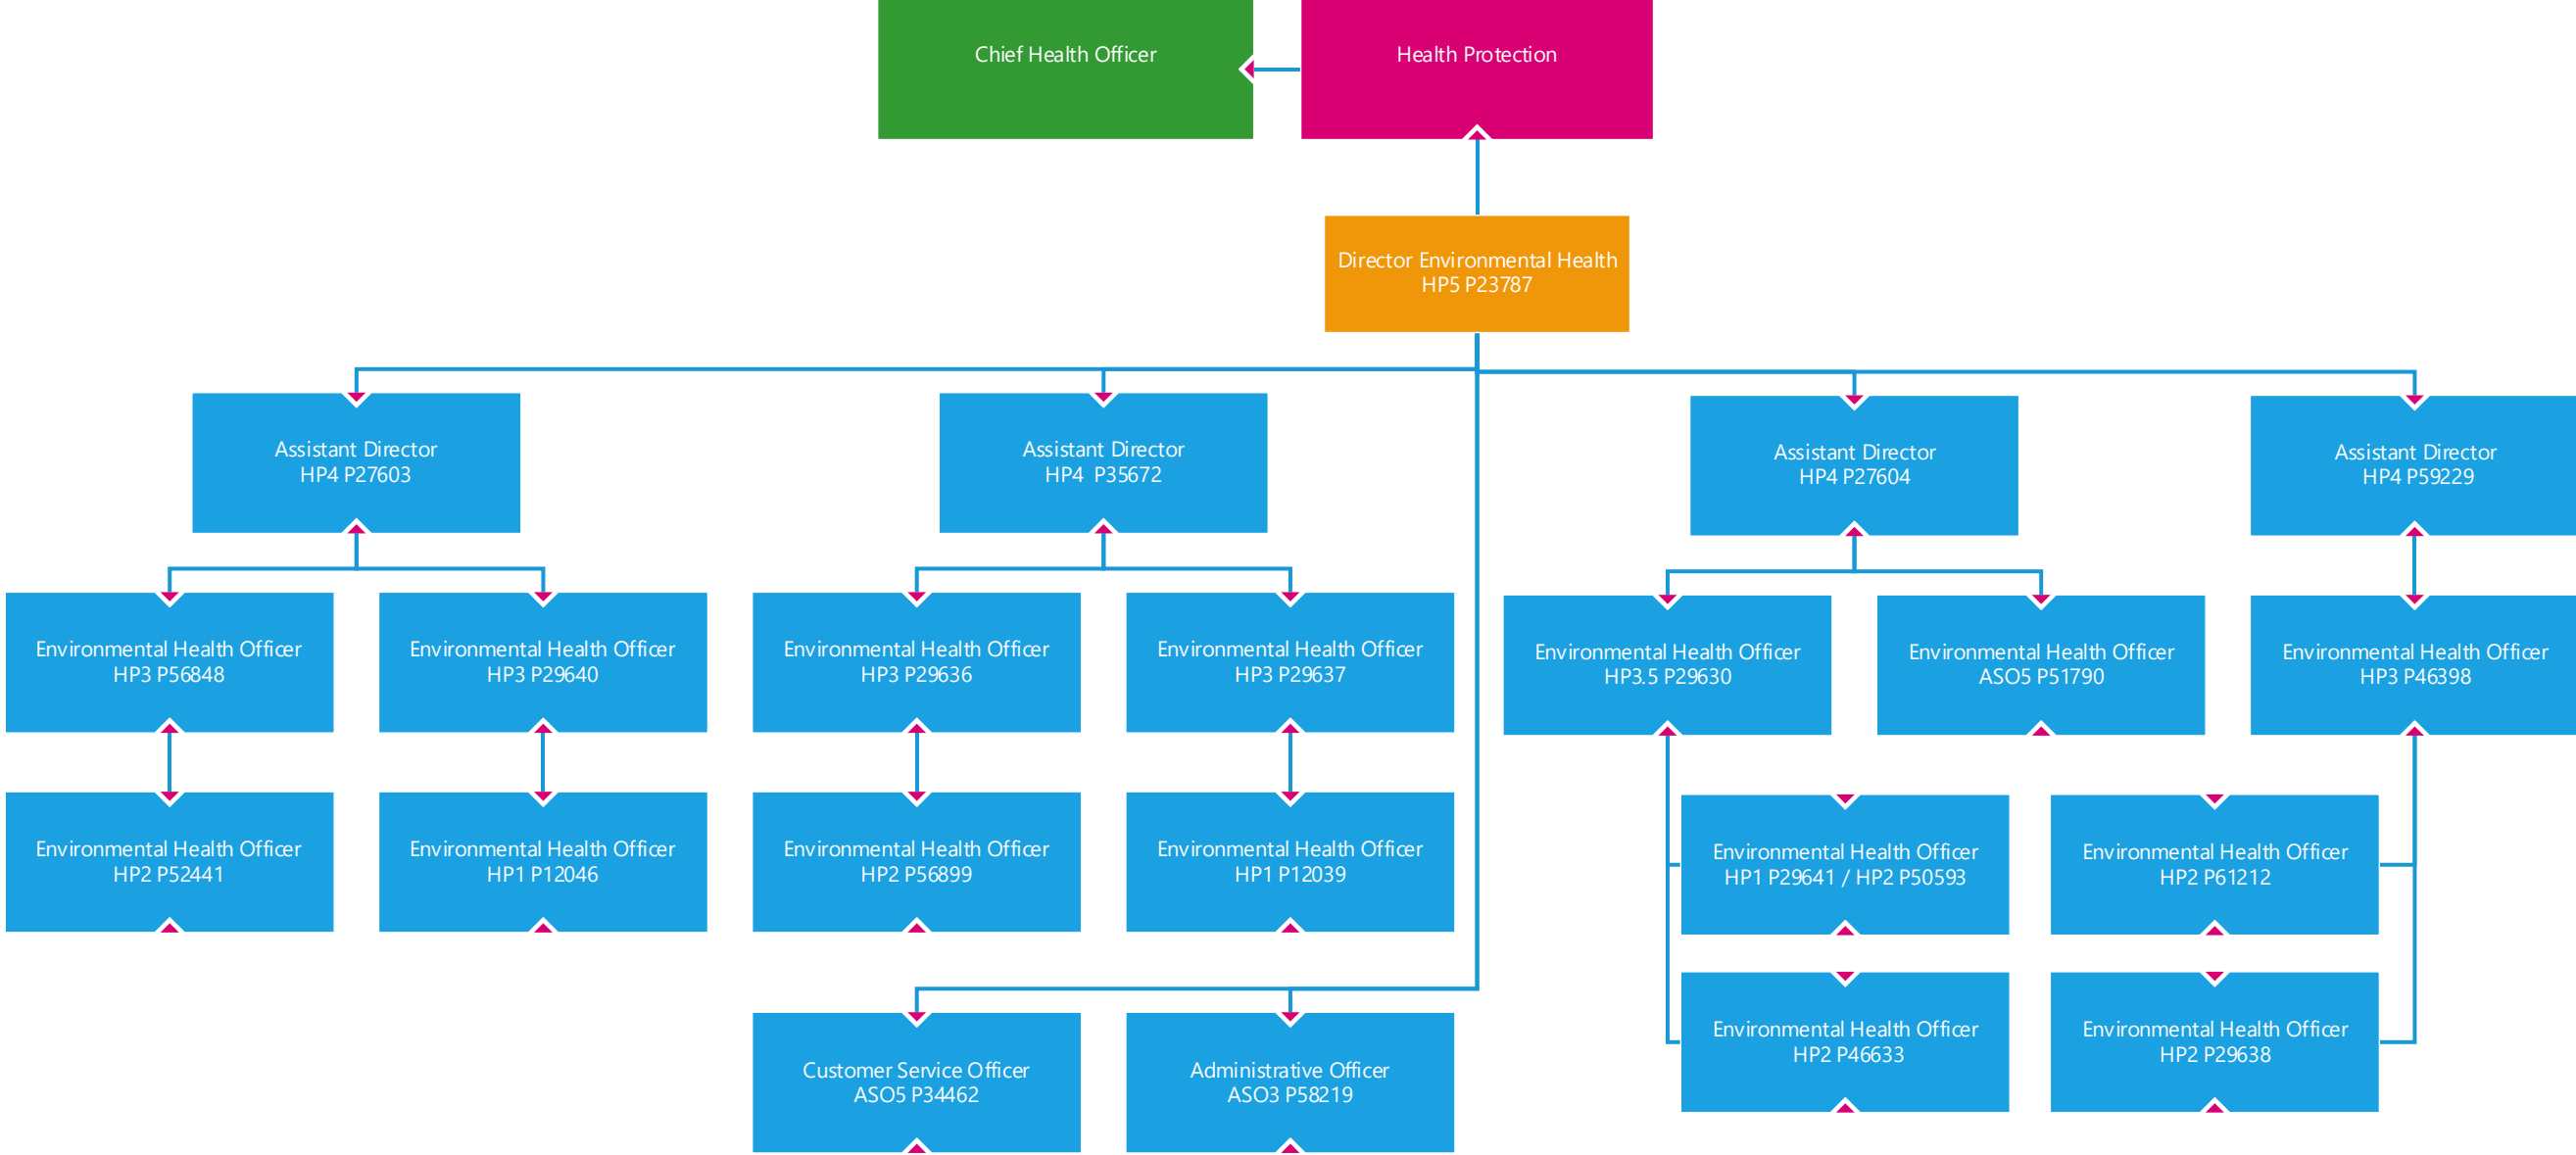 Chief Health Officer
Health Protection
Director Environmental Health
HP5 P23787
Assistant Director
HP4 P27603
Assistant Director
HP4  P35672
Assistant Director
HP4 P27604
Assistant Director
HP4 P59229
Environmental Health Officer
HP3 P56848
Environmental Health Officer
HP3 P29640
Environmental Health Officer
HP3 P29636
Environmental Health Officer
HP3 P29637
Environmental Health Officer
HP3.5 P29630
Environmental Health Officer
ASO5 P51790
Environmental Health Officer
HP3 P46398
Environmental Health Officer
HP2 P52441
Environmental Health Officer
HP1 P12046
Environmental Health Officer
HP2 P56899
Environmental Health Officer
HP1 P12039
Environmental Health Officer
HP1 P29641 / HP2 P50593
Environmental Health Officer
HP2 P61212
Customer Service Officer
ASO5 P34462
Administrative Officer
ASO3 P58219
Environmental Health Officer
HP2 P46633
Environmental Health Officer
HP2 P29638